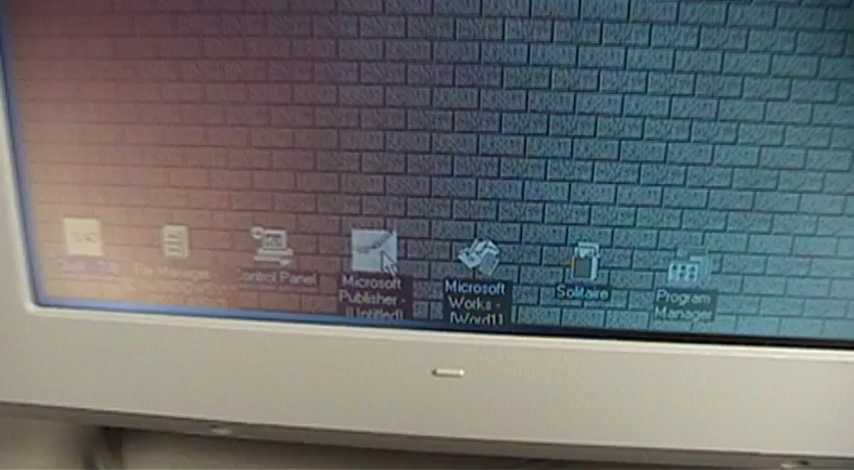 File Manager
Control Panel
Microsoft
Publisher -
(Untitled)
Microsoft
Works -
[Word1]
Solitaire
Program
Manager